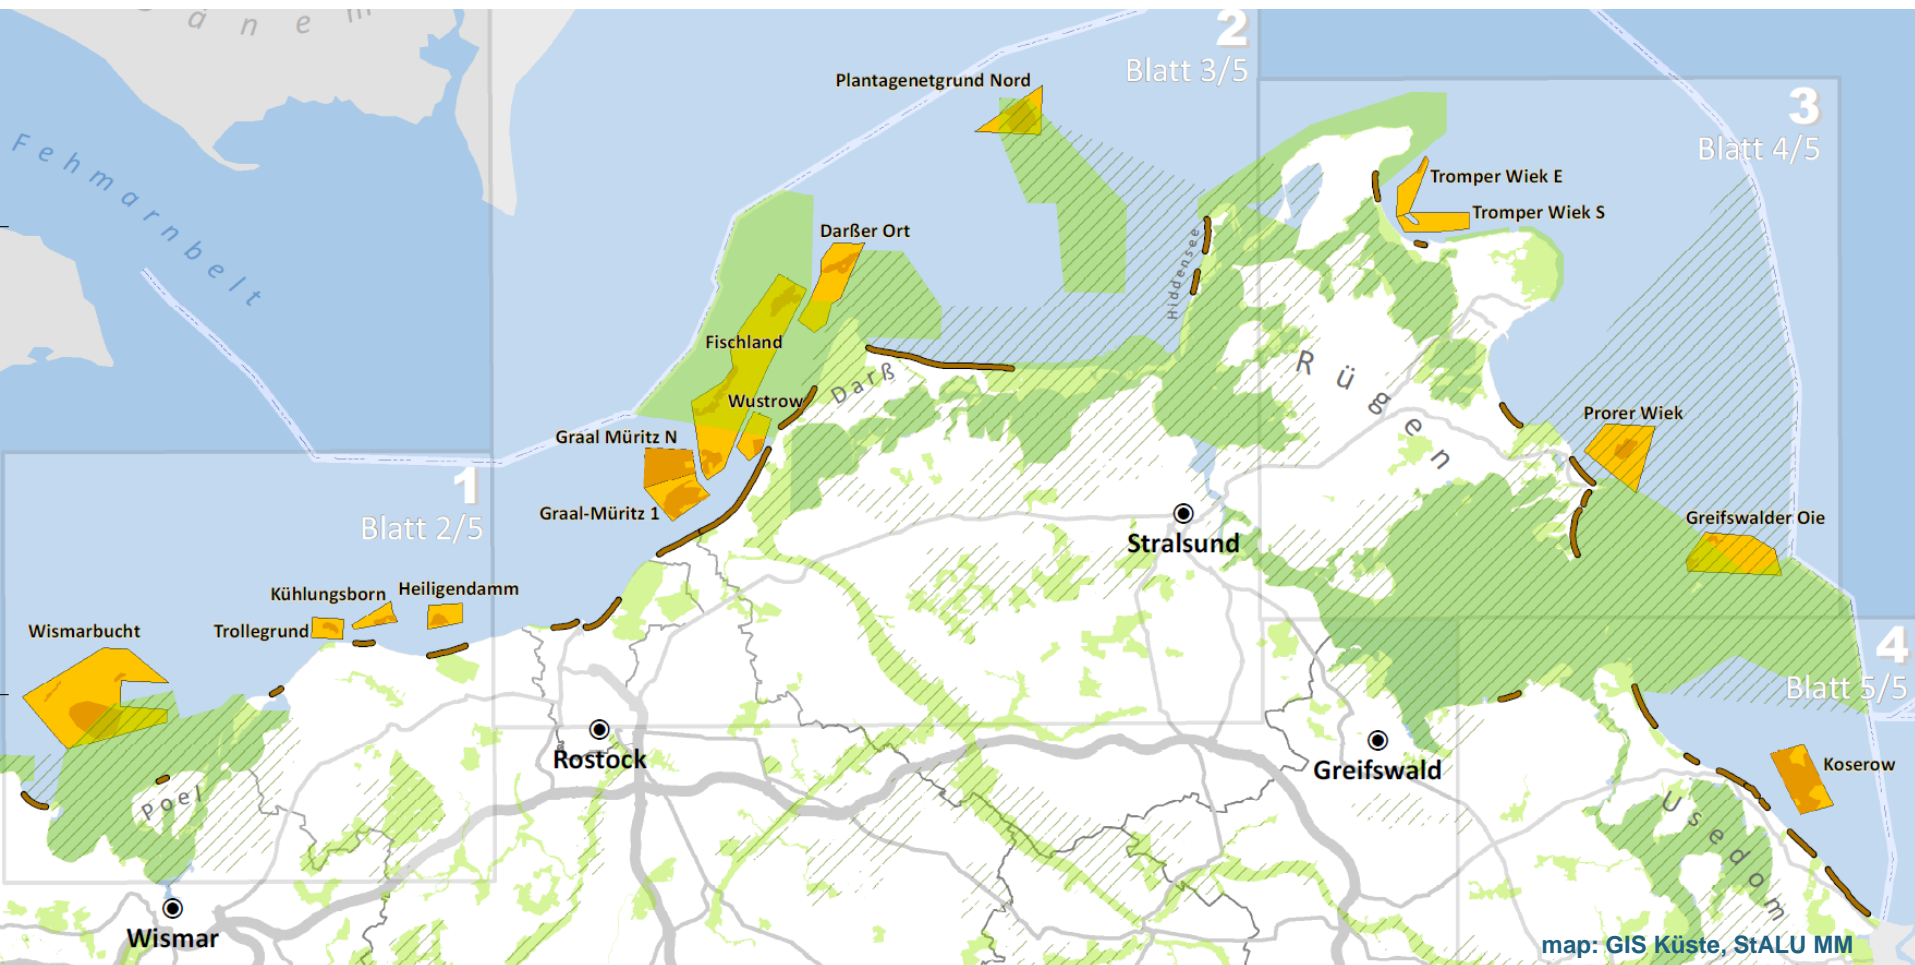 D ä n e m
2
Blatt 3/5
Plantagenetgrund Nord
3
Blatt 4/5
Fehmarnbelt
Tromper Wiek E
Tromper Wiek S
Darßer Ort
Hiddensee
Fischland
Rügen
Darß
Wustrow
Prorer Wiek
Graal Müritz N
1
Blatt 2/5
Graal-Müritz 1
Greifswalder Oie
Stralsund
Kühlungsborn
Heiligendamm
Trollegrund
Wismarbucht
4
Blatt 5/5
Rostock
Greifswald
Koserow
Poel
Usedom
Wismar
map: GIS Küste, StALU MM